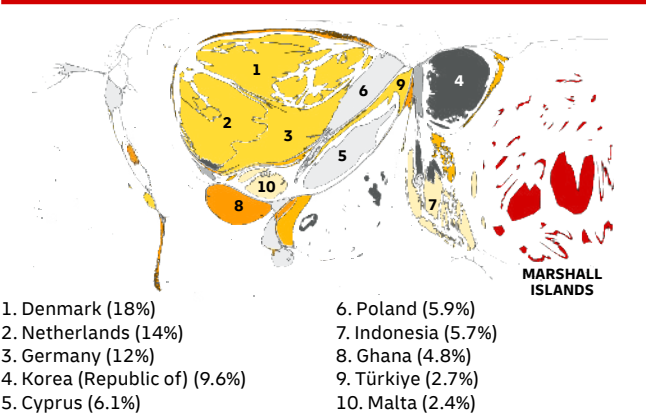 1
6
9
4
2
3
5
10
8
7
MARSHALL
ISLANDS
1. Denmark (18%)
2. Netherlands (14%)
3. Germany (12%)
4. Korea (Republic of) (9.6%)
5. Cyprus (6.1%)
6. Poland (5.9%)
7. Indonesia (5.7%)
8. Ghana (4.8%)
9. Türkiye (2.7%)
10. Malta (2.4%)